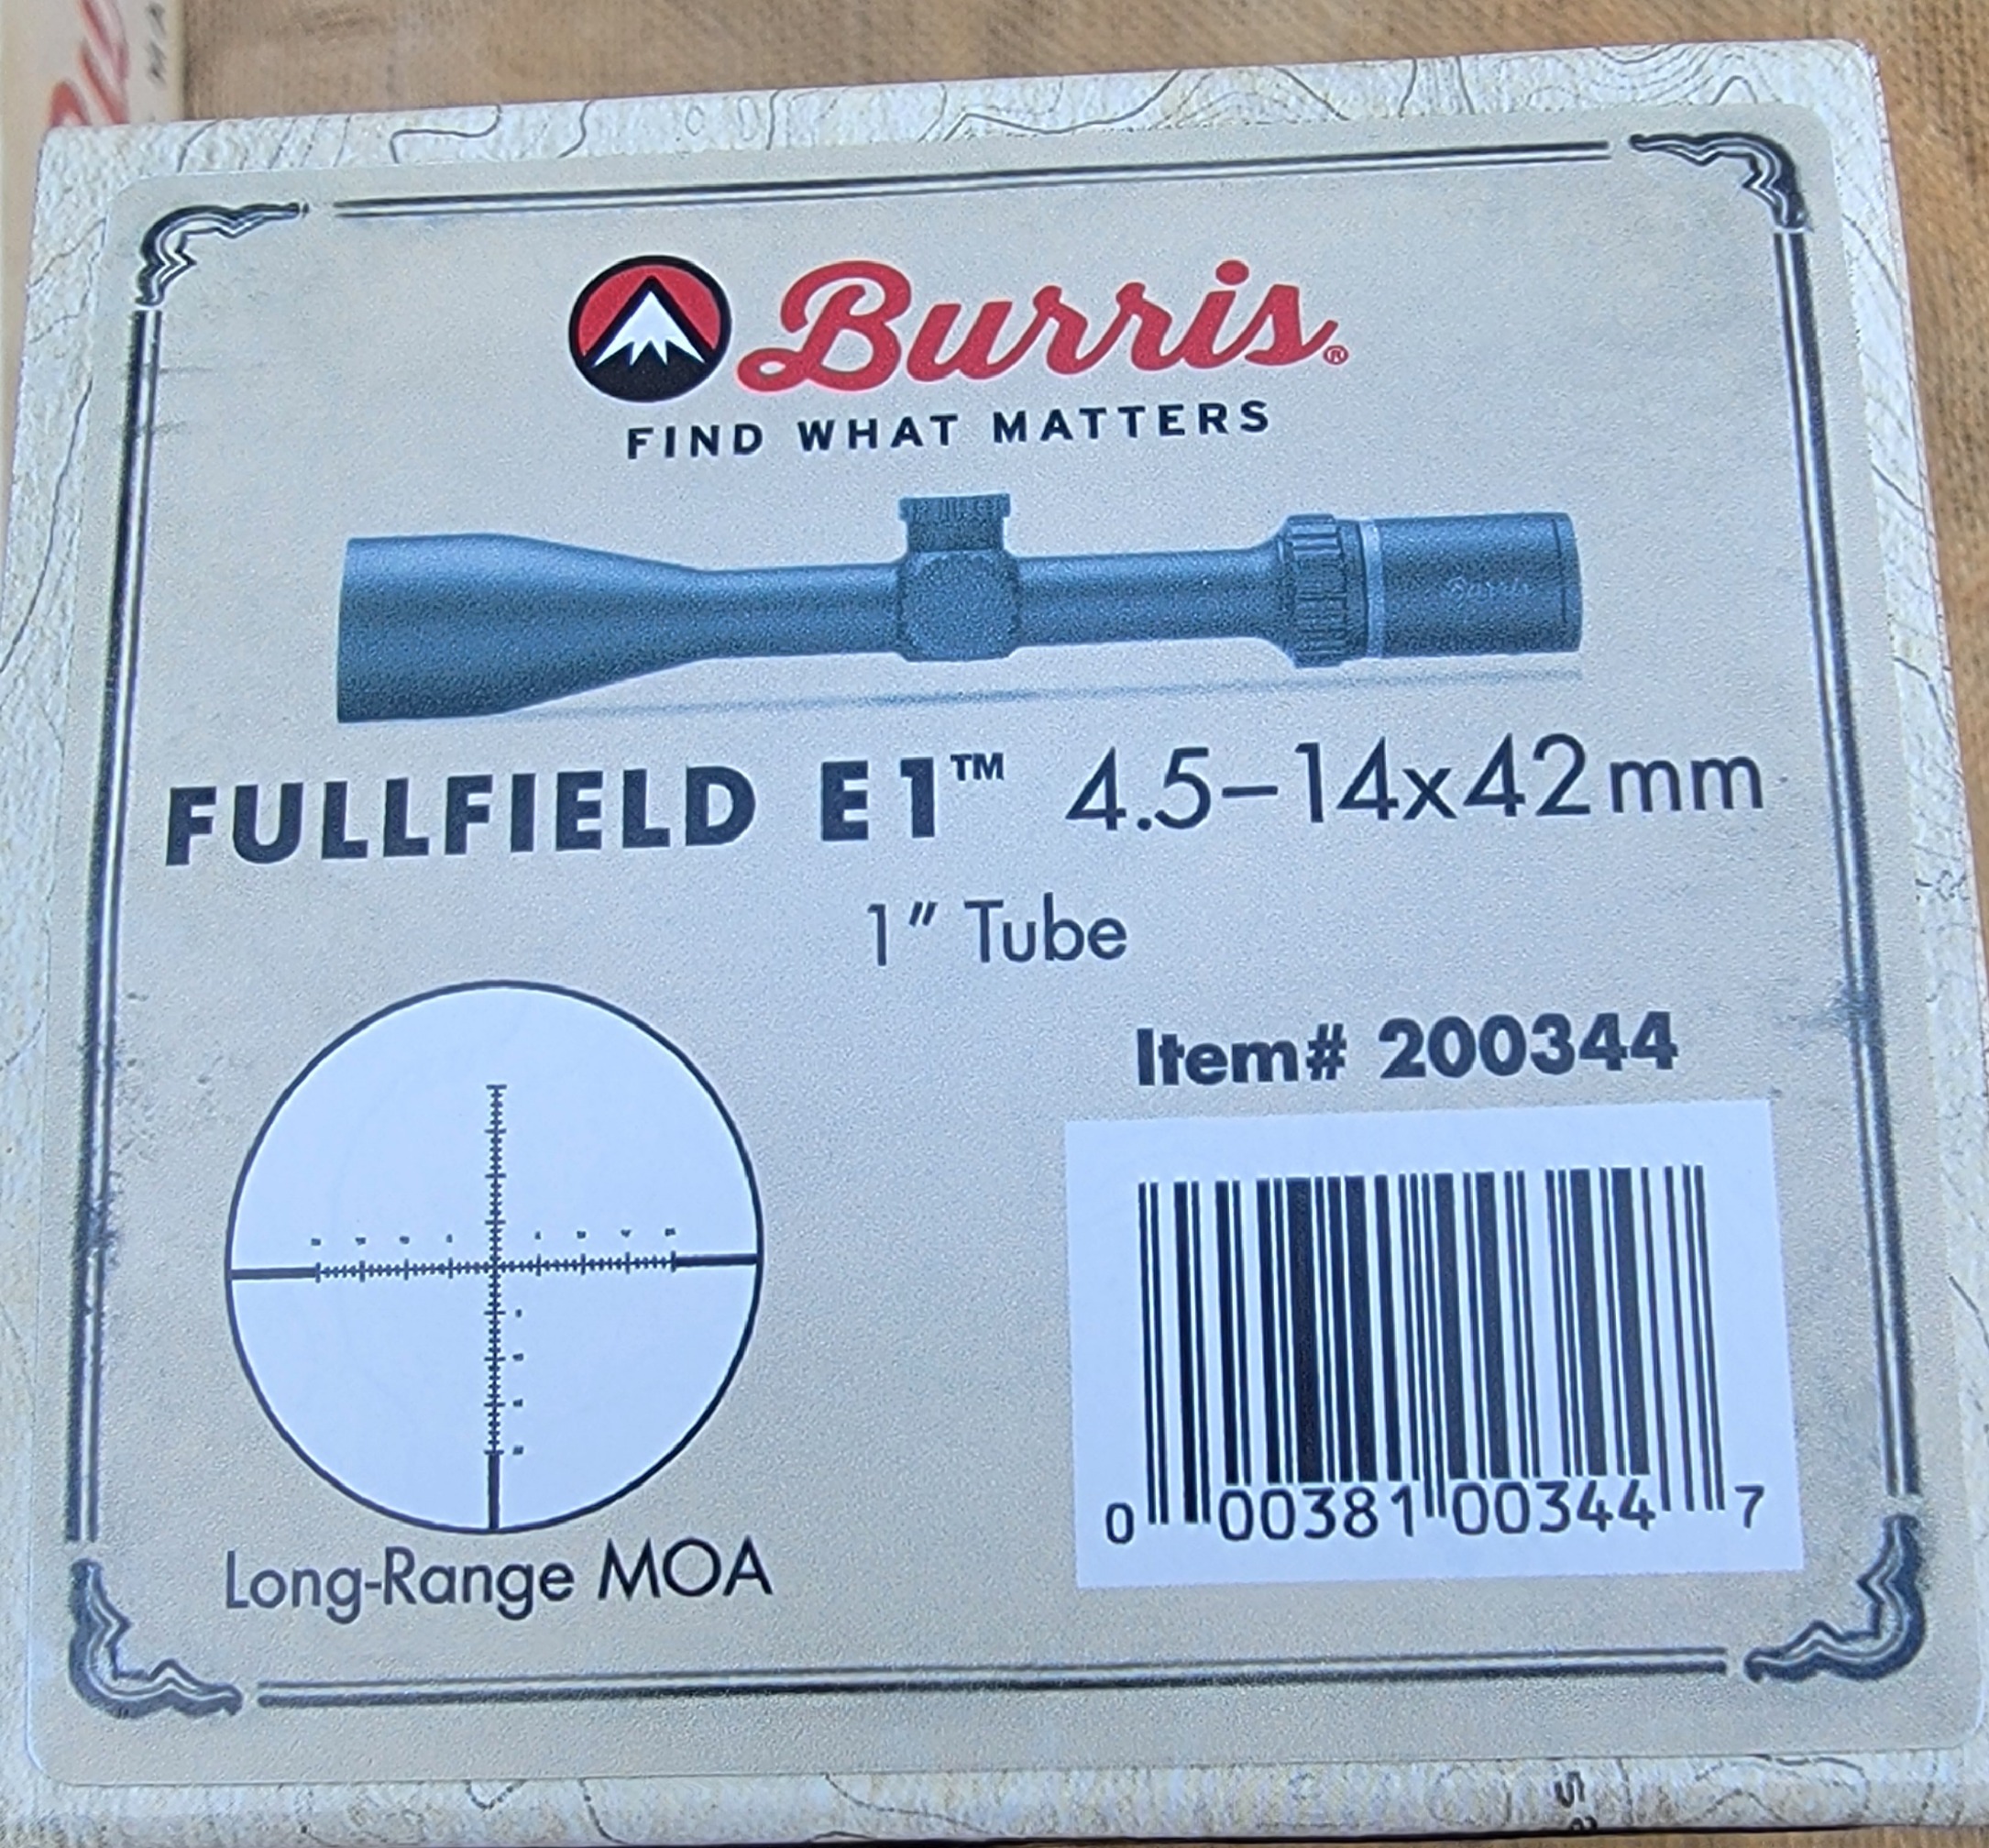 Burris®
FIND WHAT MATTERS
FULLFIELD E1™ 4.5–14x42mm
1" Tube
Item# 200344
0 00381 00344 7
Long-Range MOA